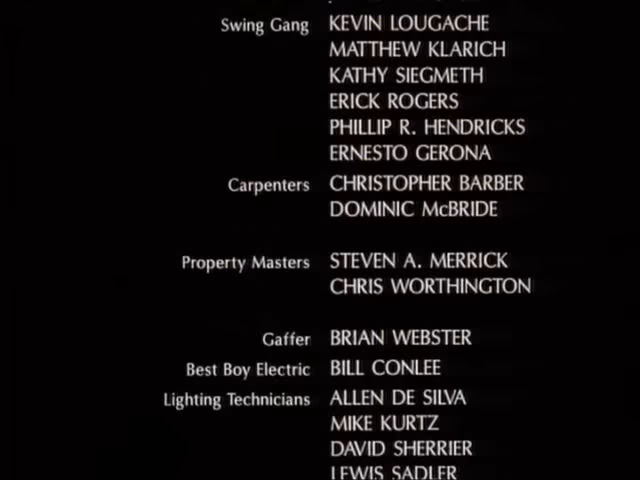 Swing Gang KEVIN LOUGACHE
MATTHEW KLARICH
KATHY SIEGMETH
ERICK ROGERS
PHILLIP R. HENDRICKS
ERNESTO GERONA
Carpenters CHRISTOPHER BARBER
DOMINIC McBRIDE
Property Masters STEVEN A. MERRICK
CHRIS WORTHINGTON
Gaffer BRIAN WEBSTER
Best Boy Electric BILL CONLEE
Lighting Technicians ALLEN DE SILVA
MIKE KURTZ
DAVID SHERRIER
LEWIS SADLER